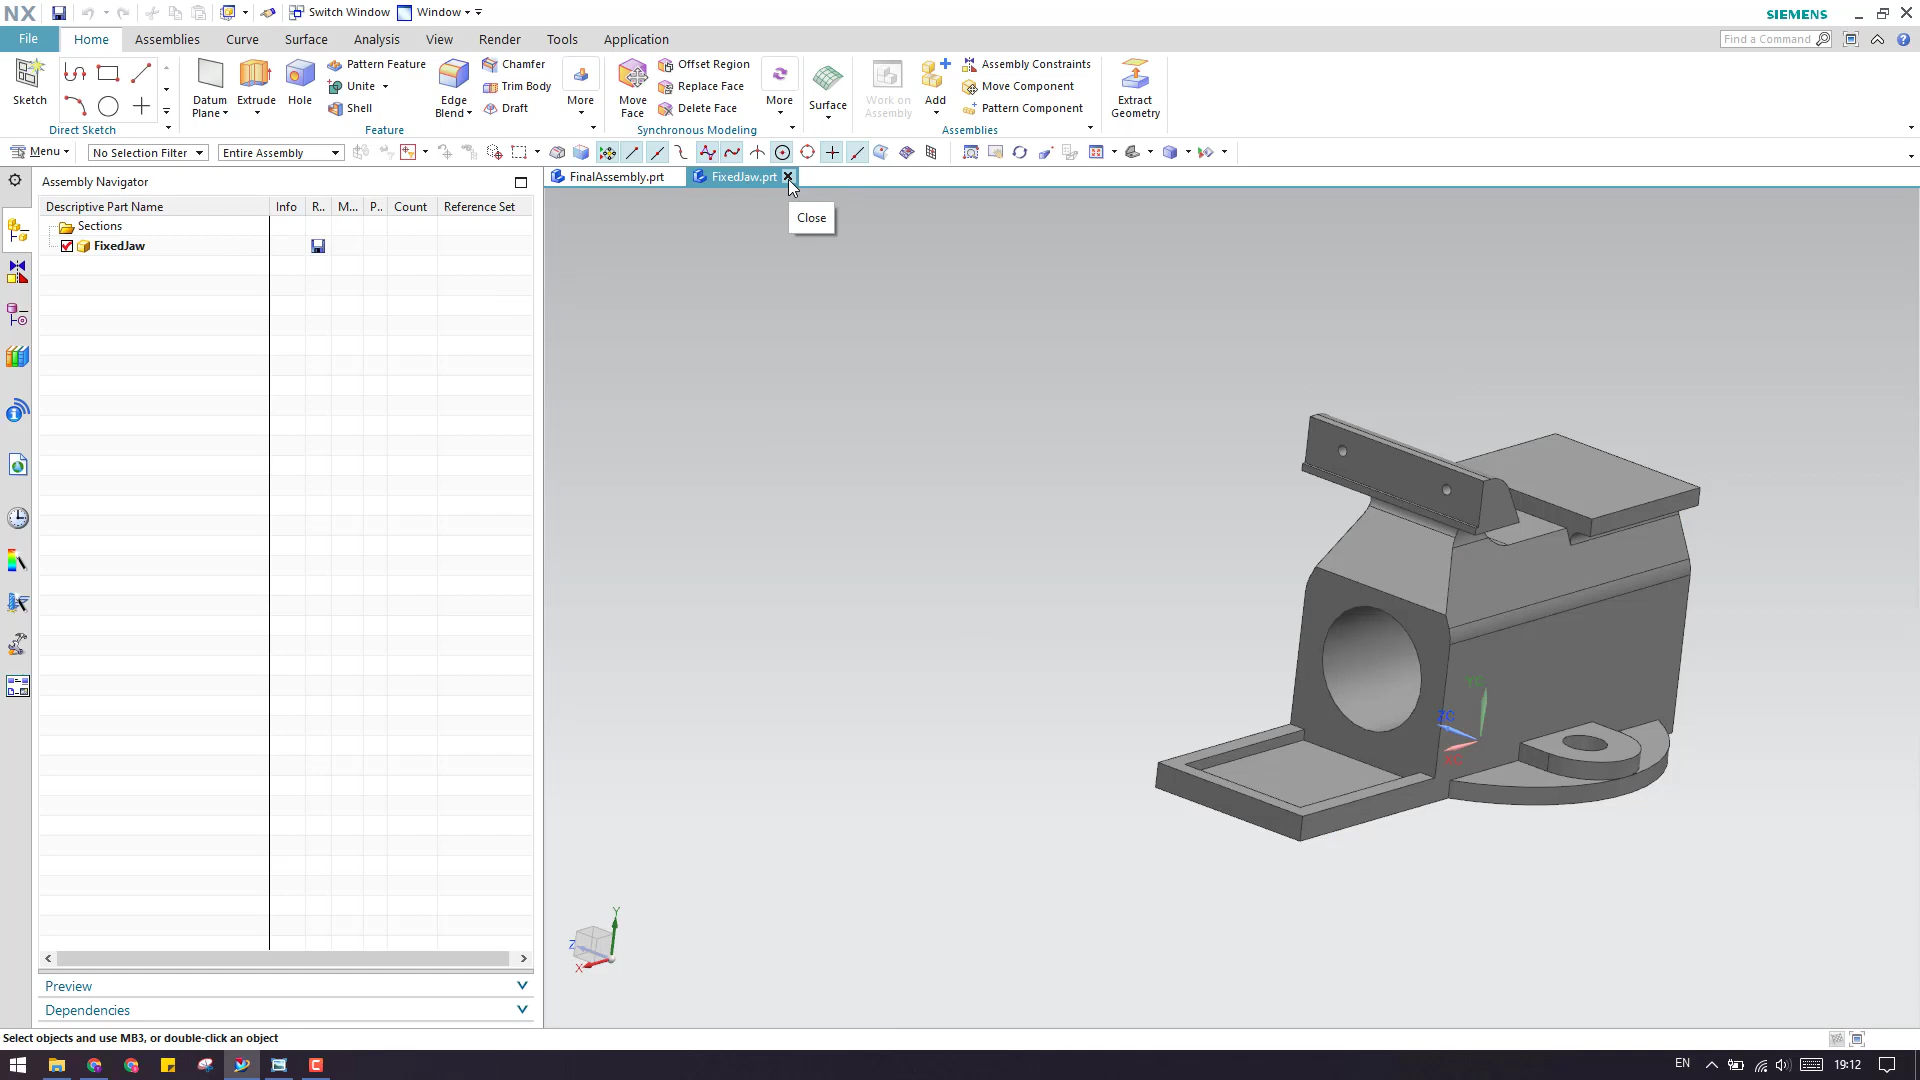 NX
Switch Window
Window
SIEMENS
File
Home
Assemblies
Curve
Surface
Analysis
View
Render
Tools
Application
Find a Command
Sketch
Direct Sketch
Datum
Plane
Extrude
Hole
Pattern Feature
Unite
Shell
Edge
Blend
Chamfer
Trim Body
Draft
More
Feature
Move
Face
Offset Region
Replace Face
Delete Face
More
Synchronous Modeling
Surface
Work on
Assembly
Add
Assembly Constraints
Move Component
Pattern Component
Assemblies
Extract
Geometry
Menu
No Selection Filter
Entire Assembly
Assembly Navigator
FinalAssembly.prt
FixedJaw.prt
Close
Descriptive Part Name
Info
R..
M...
P..
Count
Reference Set
Sections
FixedJaw
YC
ZC
XC
Y
Z
X
Preview
Dependencies
Select objects and use MB3, or double-click an object
EN
19:12